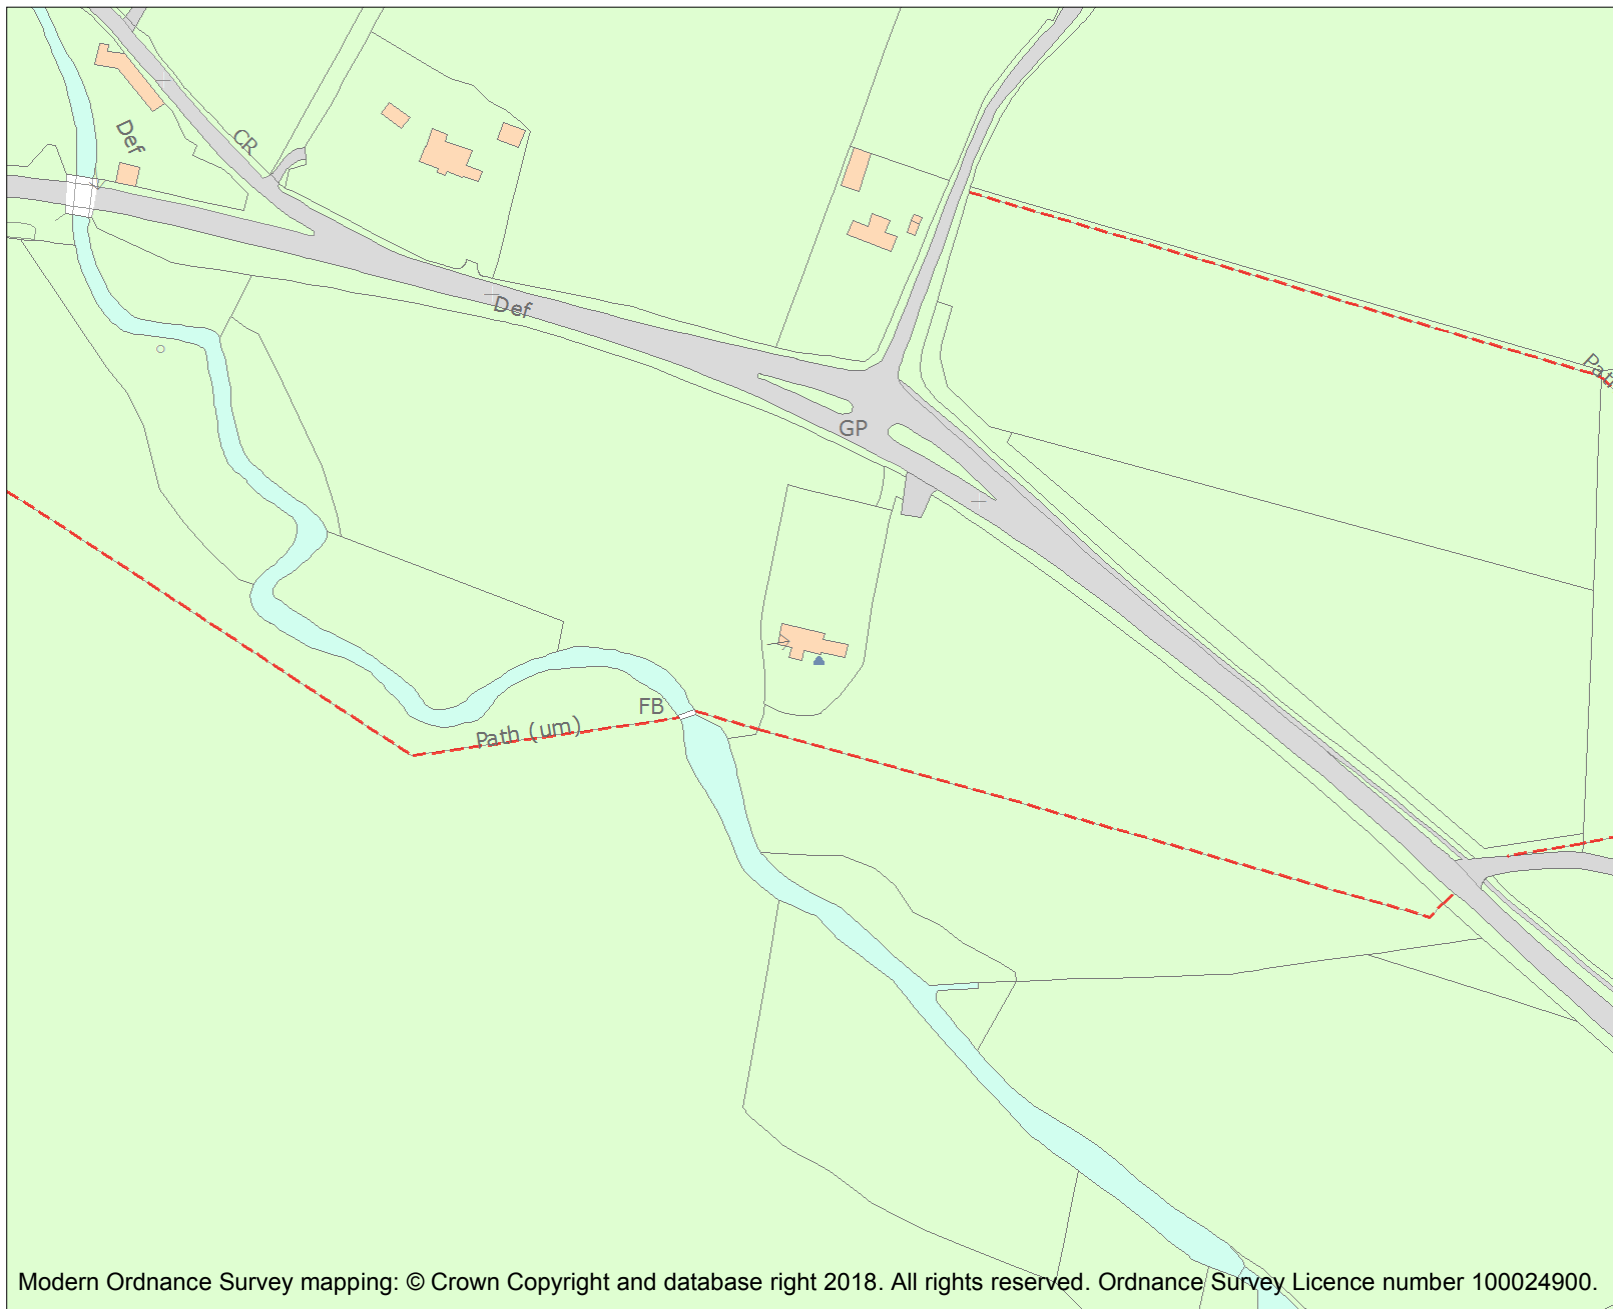 Def
CR
Def
Pat
GP
FB
Path (um)
Modern Ordnance Survey mapping: © Crown Copyright and database right 2018. All rights reserved. Ordnance Survey Licence number 100024900.